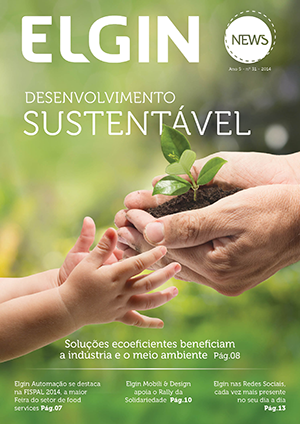 ELGIN
NEWS
Ano 5 - nº 31 - 2014
DESENVOLVIMENTO
SUSTENTÁVEL
Soluções ecoeficientes beneficiam
a indústria e o meio ambiente Pág.08
Elgin Automação se destaca
na FISPAL 2014, a maior
Feira do setor de food
services Pág.07
Elgin Mobili & Design
apoia o Rally da
Solidariedade Pág.10
Elgin nas Redes Sociais,
cada vez mais presente
no seu dia a dia
Pág.13